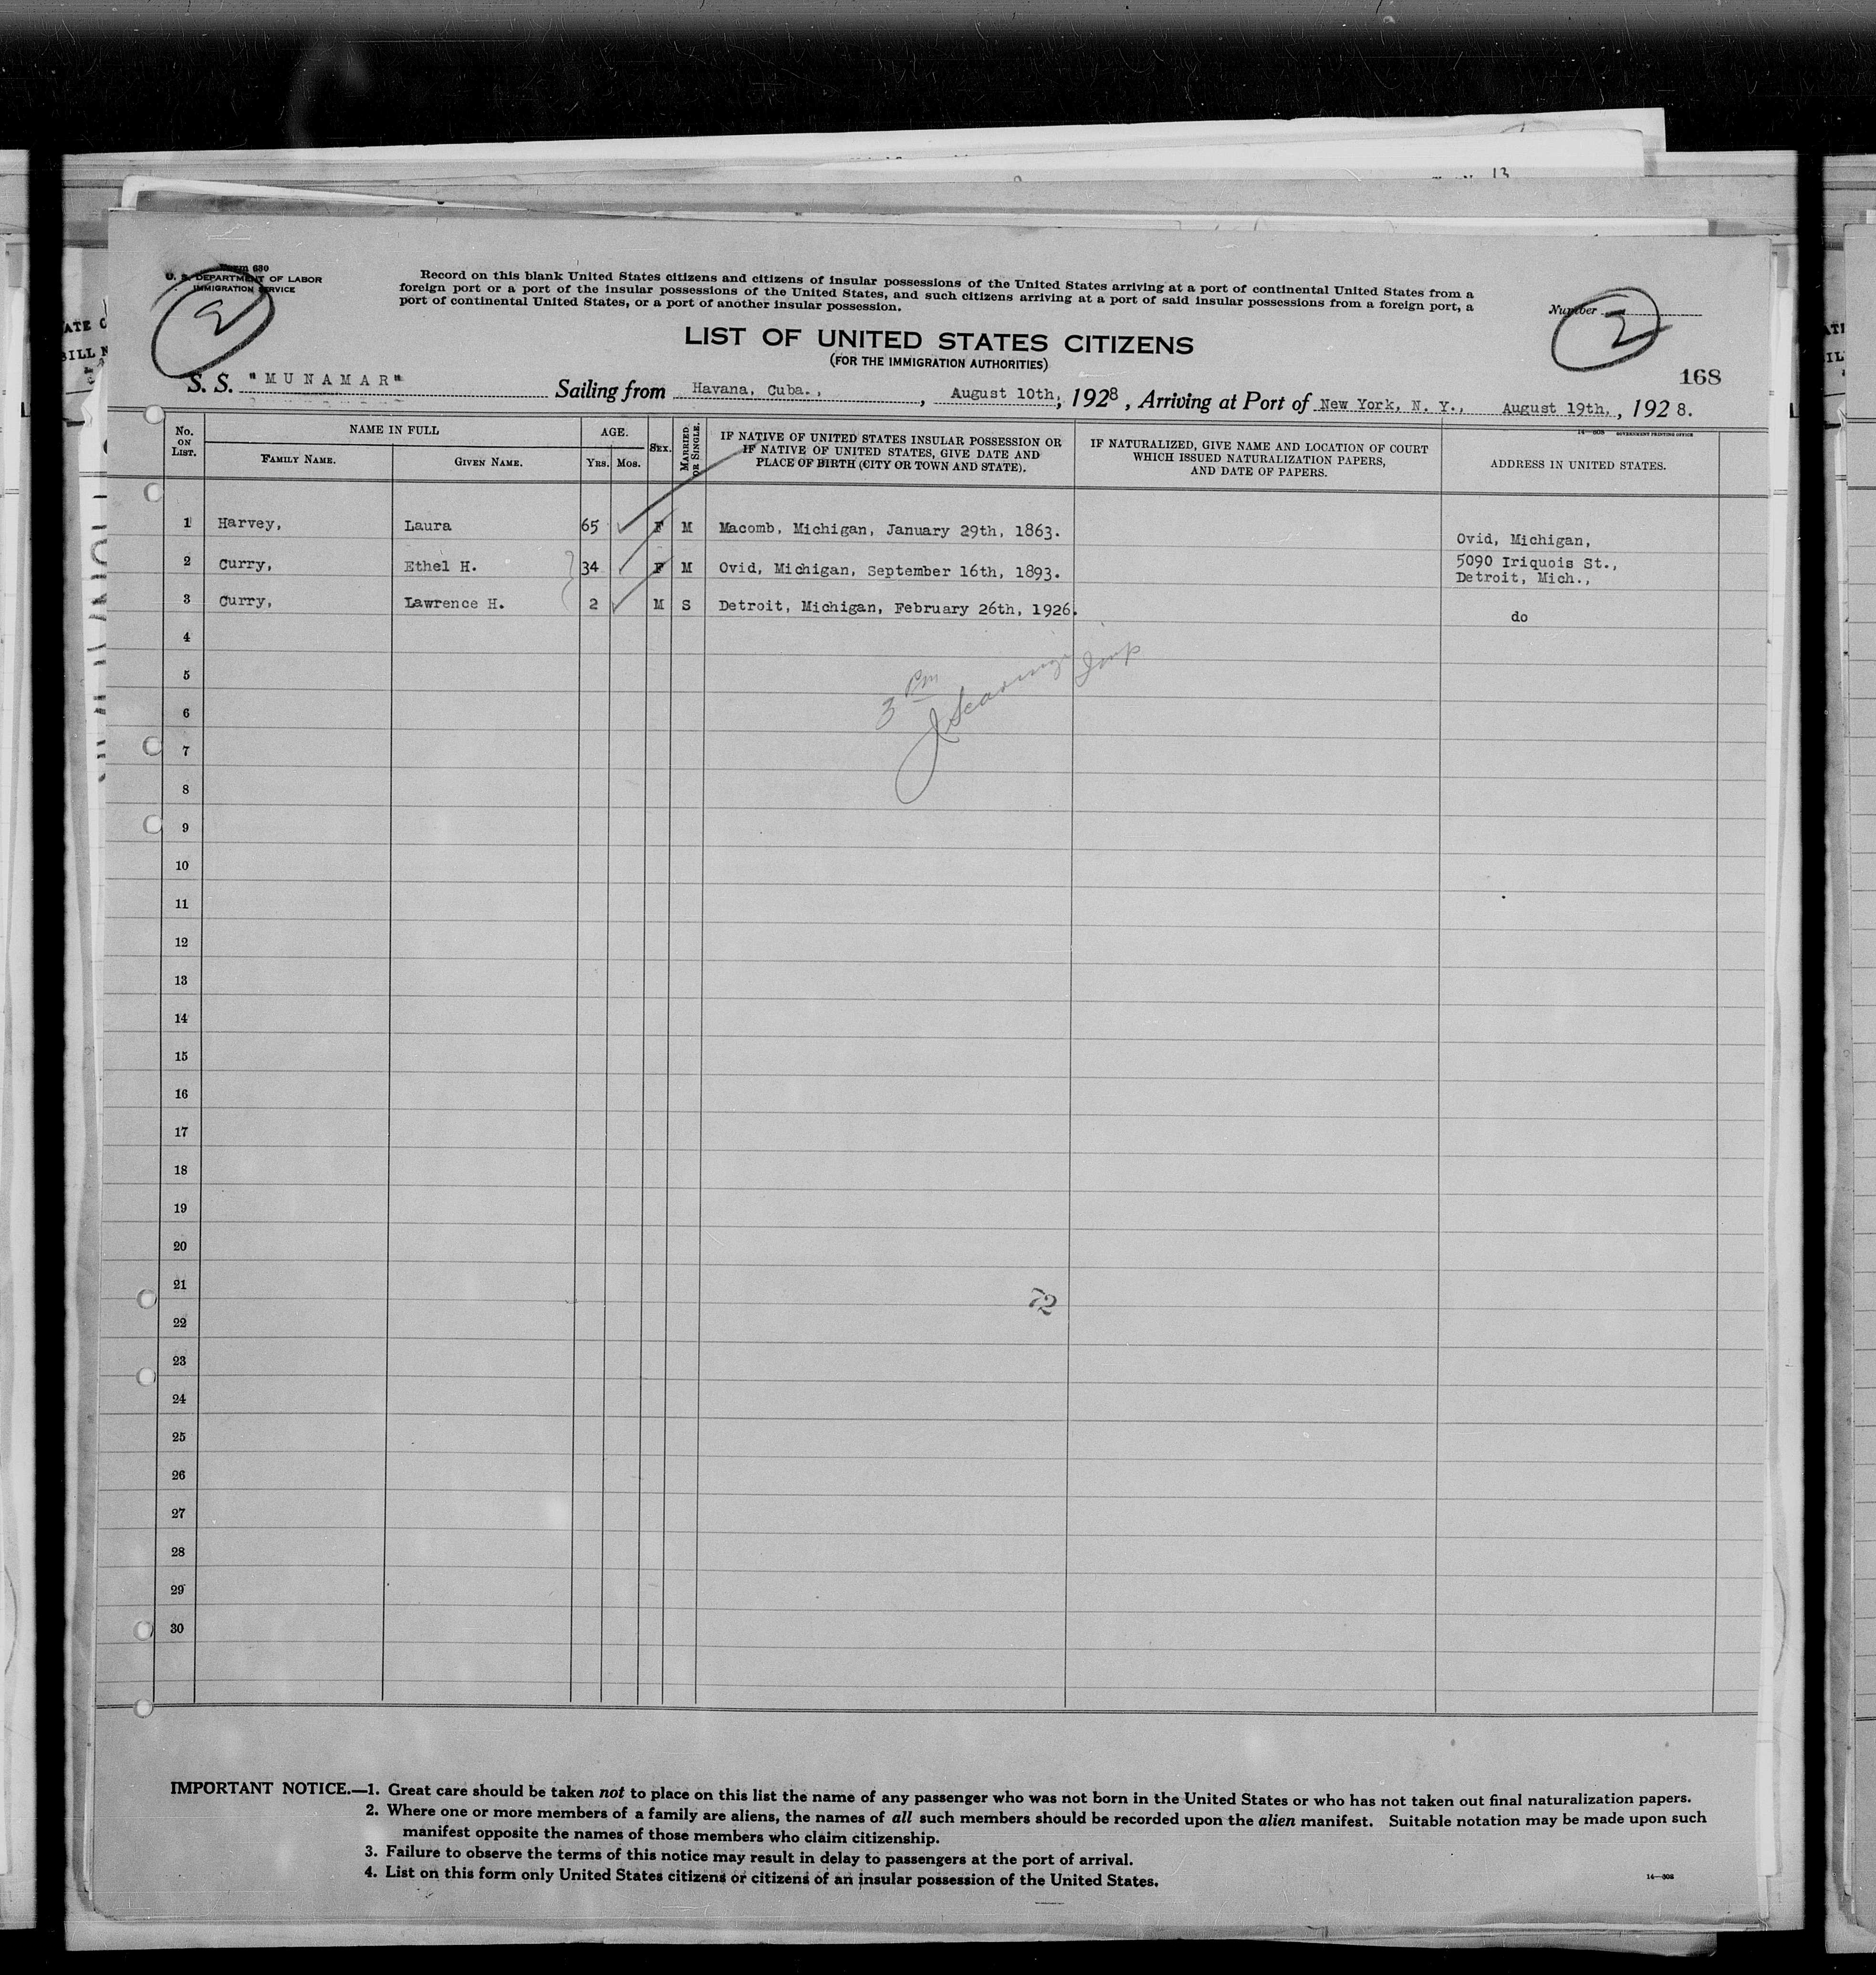 13
Form 630
U. S. DEPARTMENT OF LABOR
IMMIGRATION SERVICE
2
Record on this blank United States citizens and citizens of insular possessions of the United States arriving at a port of continental United States from a
foreign port or a port of the insular possessions of the United States, and such citizens arriving at a port of said insular possessions from a foreign port, a
port of continental United States, or a port of another insular possession.
Number
2
LIST OF UNITED STATES CITIZENS
(FOR THE IMMIGRATION AUTHORITIES)
168
S. S. "MUNAMAR" Sailing from Havana, Cuba., , August 10th, 1928, Arriving at Port of New York, N. Y., August 19th, , 1928.
14—808 GOVERNMENT PRINTING OFFICE
No. ON LIST. NAME IN FULL AGE. SEX. MARRIED OR SINGLE. IF NATIVE OF UNITED STATES INSULAR POSSESSION OR IF NATIVE OF UNITED STATES, GIVE DATE AND PLACE OF BIRTH (CITY OR TOWN AND STATE). IF NATURALIZED, GIVE NAME AND LOCATION OF COURT WHICH ISSUED NATURALIZATION PAPERS, AND DATE OF PAPERS. ADDRESS IN UNITED STATES.
FAMILY NAME. GIVEN NAME. YRS. MOS.
1 Harvey, Laura 65 F M Macomb, Michigan, January 29th, 1863. Ovid, Michigan,
2 Curry, Ethel H. 34 F M Ovid, Michigan, September 16th, 1893. 5090 Iriquois St.,
Detroit, Mich.,
3 Curry, Lawrence H. 2 M S Detroit, Michigan, February 26th, 1926. do
4
5
3 Pm
6
7
8
9
10
11
12
13
14
15
16
17
18
19
20
21
72
22
23
24
25
26
27
28
29
30
IMPORTANT NOTICE.—1. Great care should be taken not to place on this list the name of any passenger who was not born in the United States or who has not taken out final naturalization papers.
2. Where one or more members of a family are aliens, the names of all such members should be recorded upon the alien manifest. Suitable notation may be made upon such
manifest opposite the names of those members who claim citizenship.
3. Failure to observe the terms of this notice may result in delay to passengers at the port of arrival.
4. List on this form only United States citizens or citizens of an insular possession of the United States.
14—808